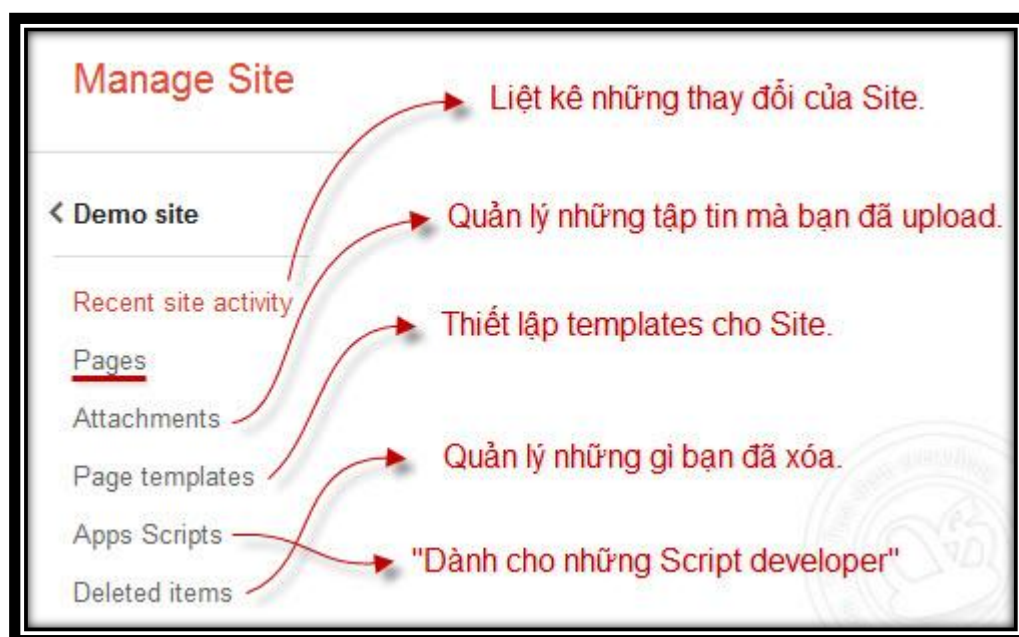 Manage Site
Liệt kê những thay đổi của Site.
Demo site
Quản lý những tập tin mà bạn đã upload.
Recent site activity
Thiết lập templates cho Site.
Pages
Attachments
Quản lý những gì bạn đã xóa.
Page templates
Apps Scripts
"Dành cho những Script developer"
Deleted items